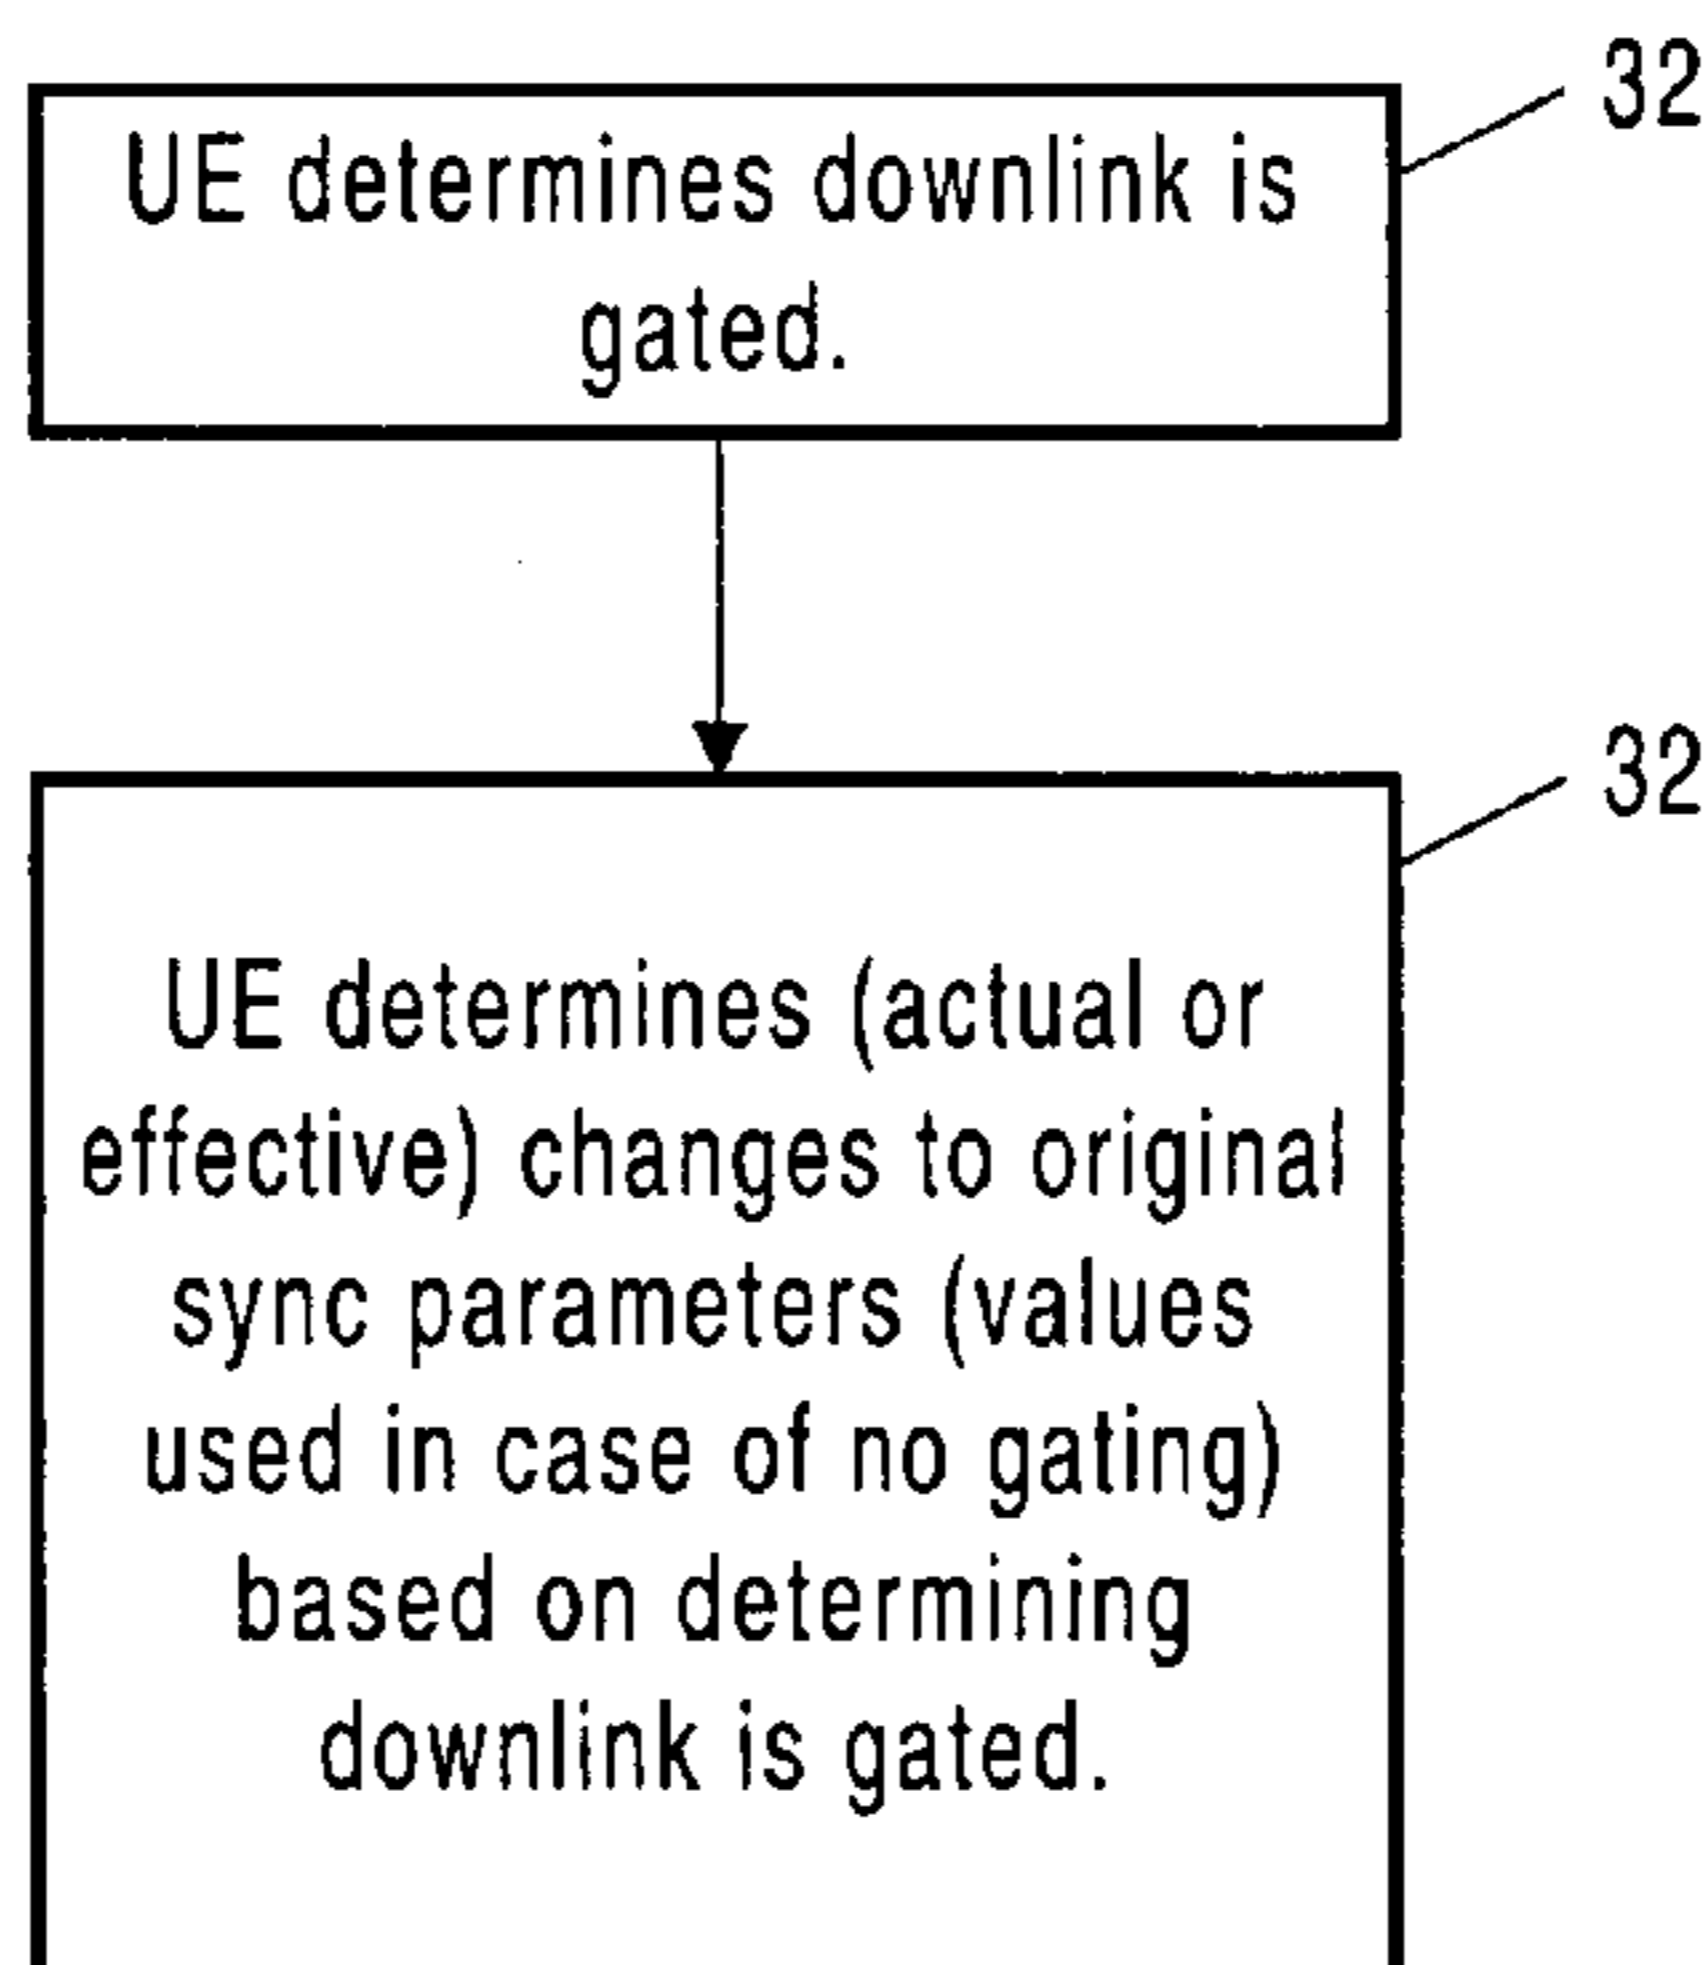 32
UE determines downlink is
gated.
32
UE determines (actual or
effective) changes to original
sync parameters (values
used in case of no gating)
based on determining
downlink is gated.